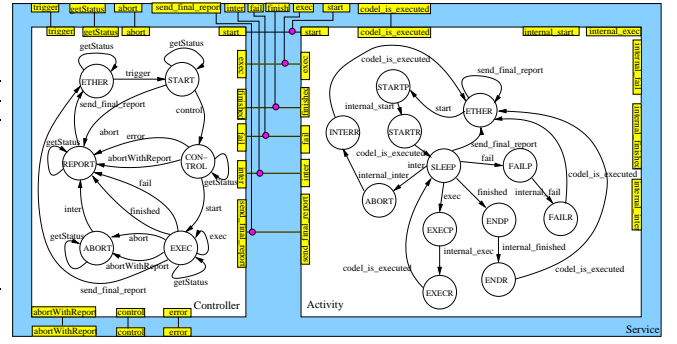 trigger getStatus abort send_final_report inter fail finish exec start codel_is_executed
trigger getStatus abort start start codel_is_executed internal_start internal_exec
getStatus
getStatus
ETHER
trigger
START
send_final_report
control
abort
error
getStatus
REPORT
abortWithReport
CON-
TROL
getStatus
fail
start
inter
finished
getStatus
abort
exec
ABORT
EXEC
abortWithReport
getStatus
send_final_report
Controller
exec
finished
fail
inter
send_final_report
exec
finished
fail
inter
send_final_report
codel_is_executed
STARTP
send_final_report
internal_start
start
ETHER
INTERR
STARTR
codel_is_executed
send_final_report
inter
SLEEP
fail
FAILP
internal_inter
codel_is_executed
exec
finished
internal_fail
ABORT
FAILR
EXECP
ENDP
internal_exec
internal_finished
codel_is_executed
ENDR
codel_is_executed
EXECR
Activity
internal_fail
internal_finished
internal_inte
abortWithReport control error
abortWithReport control error
Service